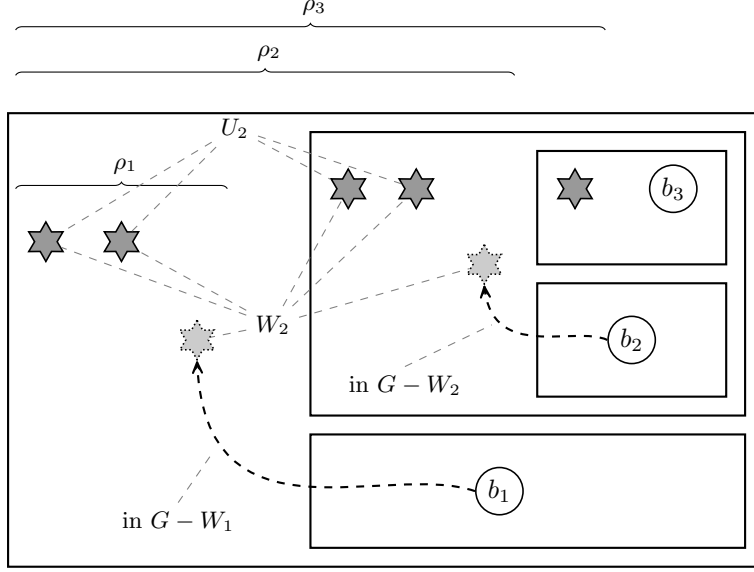 ρ₃
ρ₂
U₂
ρ₁
b₃
W₂
b₂
in G − W₂
b₁
in G − W₁